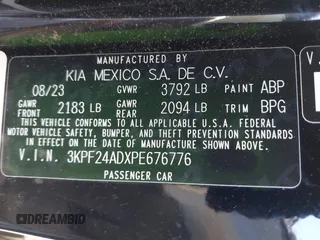 MANUFACTURED BY
KIA MEXICO S.A. DE C.V.
08/23 GVWR 3792 LB PAINT ABP
GAWR FRONT 2183 LB GAWR REAR 2094 LB TRIM BPG
THIS VEHICLE CONFORMS TO ALL APPLICABLE U.S. FEDERAL
MOTOR VEHICLE SAFETY, BUMPER, AND THEFT PREVENTION STANDARDS
IN EFFECT ON THE DATE OF MANUFACTURE SHOWN ABOVE.
V.I.N. 3KPF24ADXPE676776
PASSENGER CAR
V.
DREAMBID